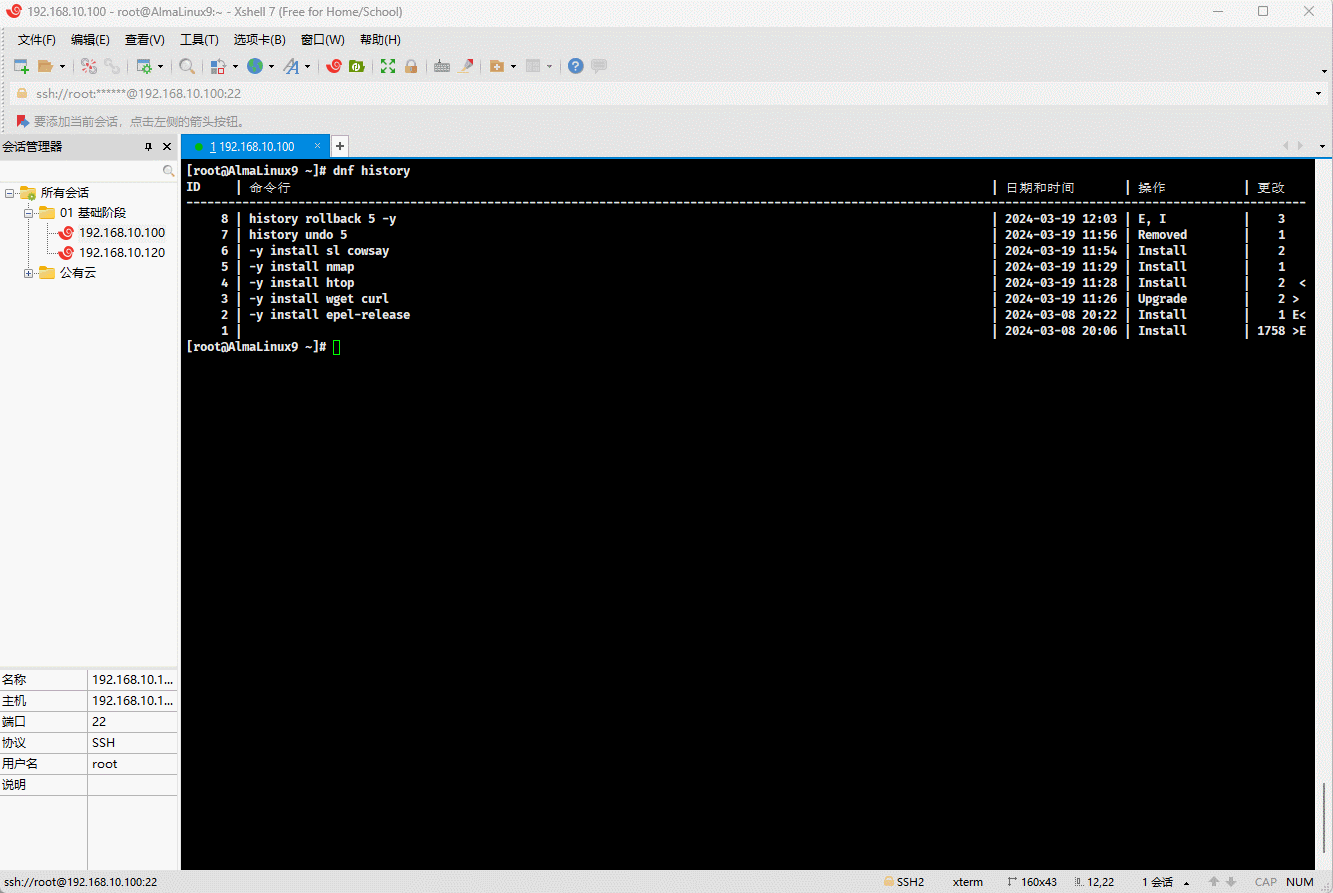 192.168.10.100 - root@AlmaLinux9:~ - Xshell 7 (Free for Home/School)
文件(F) 编辑(E) 查看(V) 工具(T) 选项卡(B) 窗口(W) 帮助(H)
ssh://root:******@192.168.10.100:22
要添加当前会话，点击左侧的箭头按钮。
会话管理器
1 192.168.10.100
所有会话
01 基础阶段
192.168.10.100
192.168.10.120
公有云
[root@AlmaLinux9 ~]# dnf history
ID | 命令行 | 日期和时间 | 操作 | 更改
--------------------------------------------------------------------------------
8 | history rollback 5 -y | 2024-03-19 12:03 | E, I | 3
7 | history undo 5 | 2024-03-19 11:56 | Removed | 1
6 | -y install sl cowsay | 2024-03-19 11:54 | Install | 2
5 | -y install nmap | 2024-03-19 11:29 | Install | 1
4 | -y install htop | 2024-03-19 11:28 | Install | 2 <
3 | -y install wget curl | 2024-03-19 11:26 | Upgrade | 2 >
2 | -y install epel-release | 2024-03-08 20:22 | Install | 1 E<
1 | | 2024-03-08 20:06 | Install | 1758 >E
[root@AlmaLinux9 ~]#
名称 192.168.10.1...
主机 192.168.10.1...
端口 22
协议 SSH
用户名 root
说明
ssh://root@192.168.10.100:22 SSH2 xterm 160x43 12,22 1 会话 CAP NUM